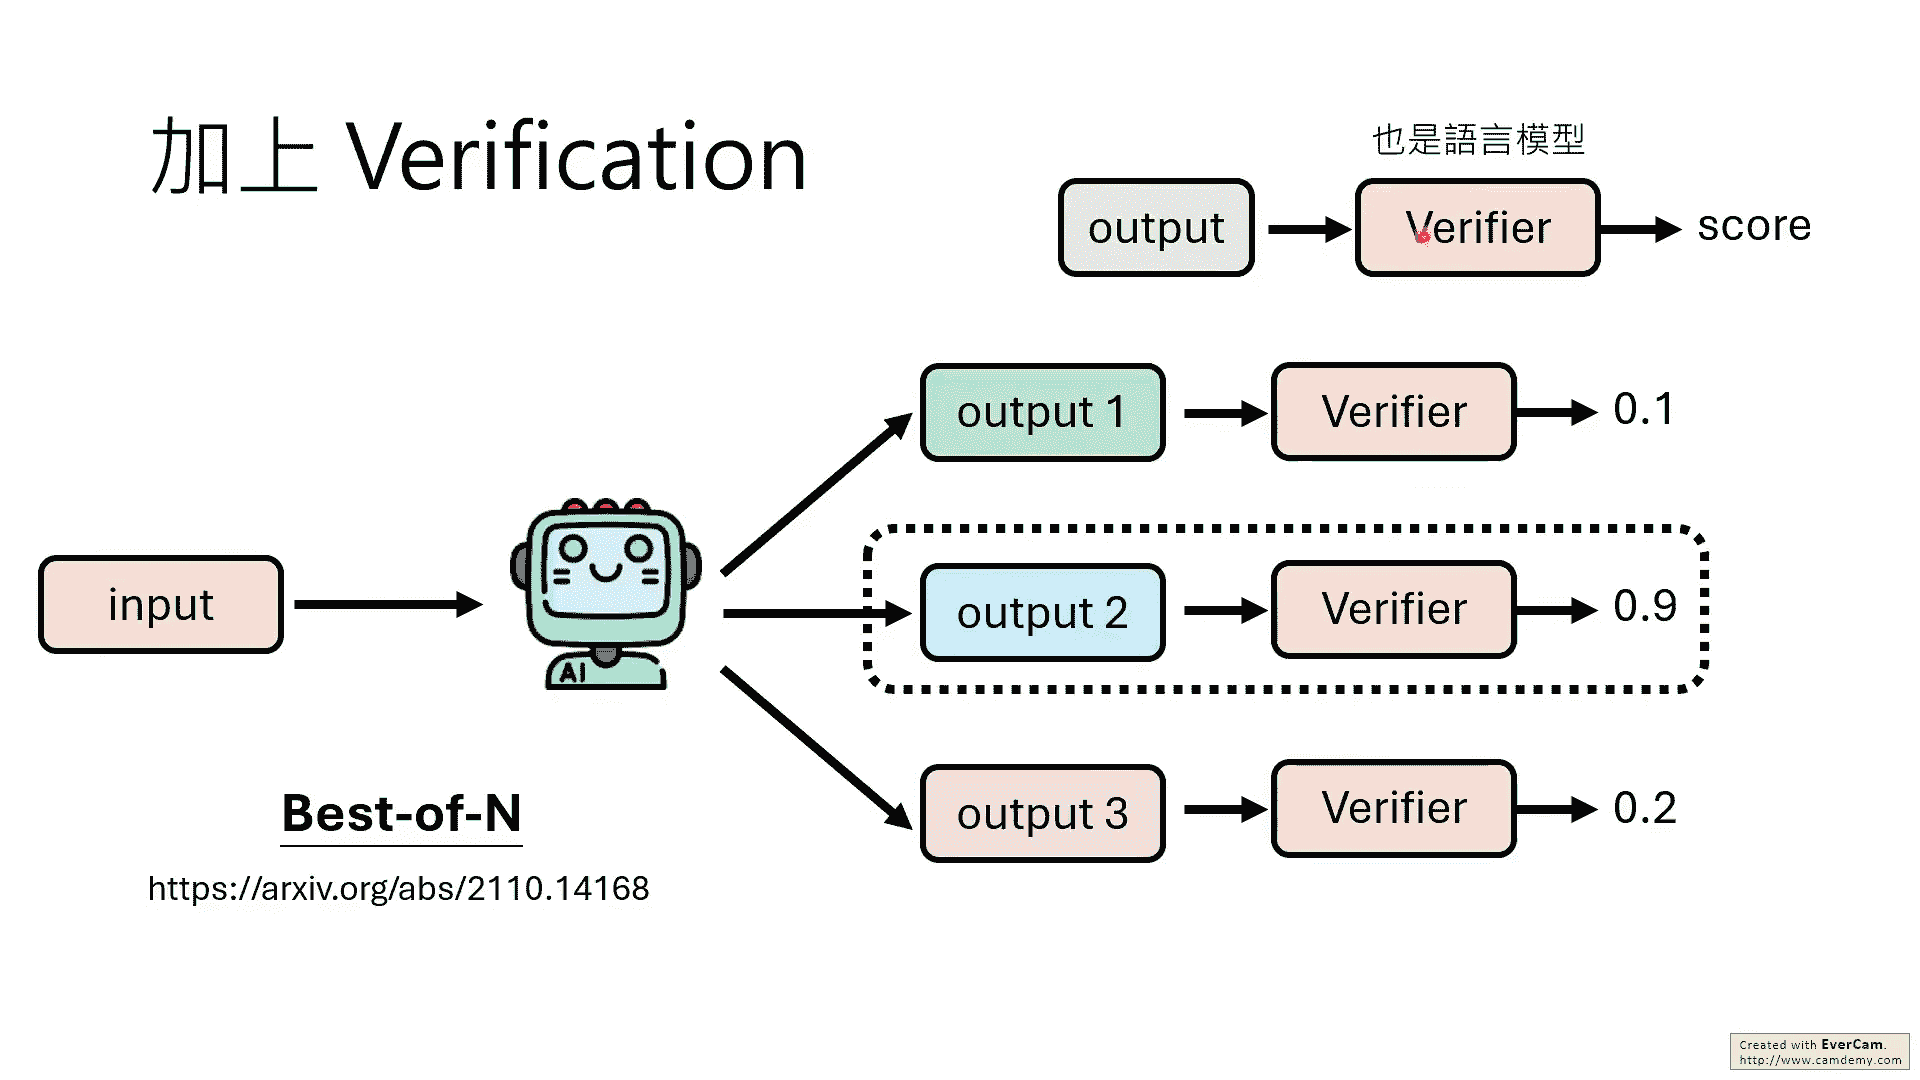 加上 Verification
也是語言模型
output
Verifier
score
output 1
Verifier
0.1
input
AI
output 2
Verifier
0.9
output 3
Verifier
0.2
Best-of-N
https://arxiv.org/abs/2110.14168
Created with EverCam.
http://www.camdemy.com